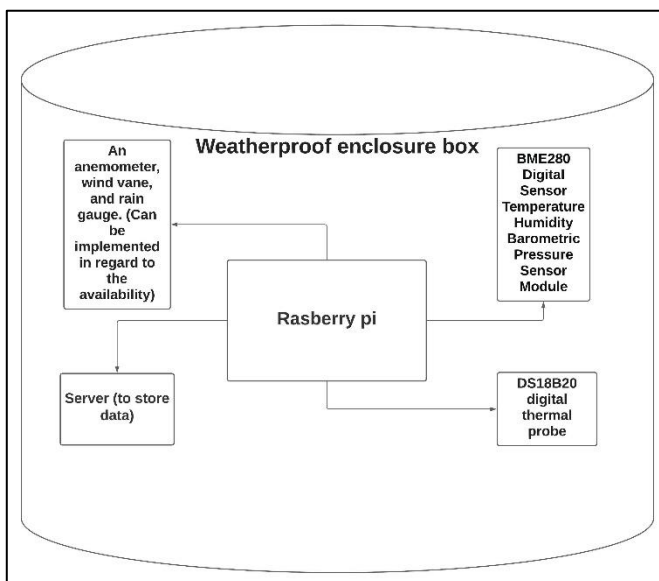 Weatherproof enclosure box
An
anemometer,
wind vane,
and rain
gauge. (Can
be
implemented
in regard to
the
availability)
BME280
Digital
Sensor
Temperature
Humidity
Barometric
Pressure
Sensor
Module
Rasberry pi
Server (to store
data)
DS18B20
digital
thermal
probe